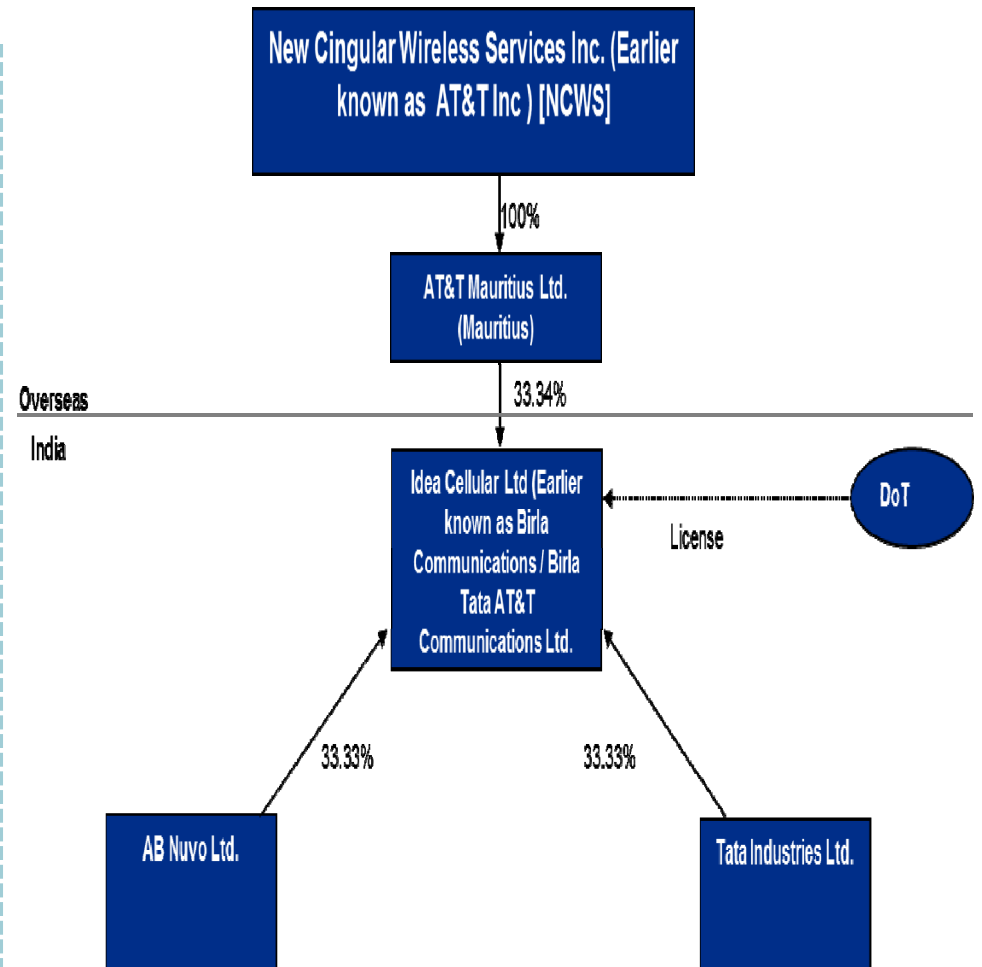 New Cingular Wireless Services Inc. (Earlier
known as AT&T Inc ) [NCWS]
100%
AT&T Mauritius Ltd.
(Mauritius)
33.34%
Overseas
India
Idea Cellular Ltd (Earlier
known as Birla
Communications / Birla
Tata AT&T
Communications Ltd.
DoT
License
33.33%
33.33%
AB Nuvo Ltd.
Tata Industries Ltd.